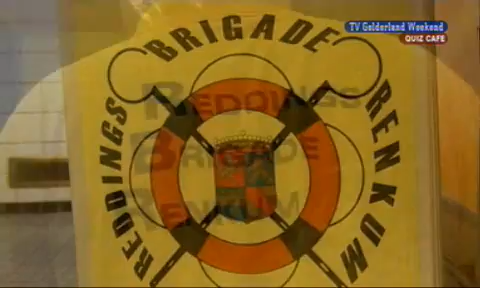 TV Gelderland Weekend
QUIZ CAFE
REDDINGS BRIGADE RENKUM
REDDINGS
BRIGADE
RENKUM